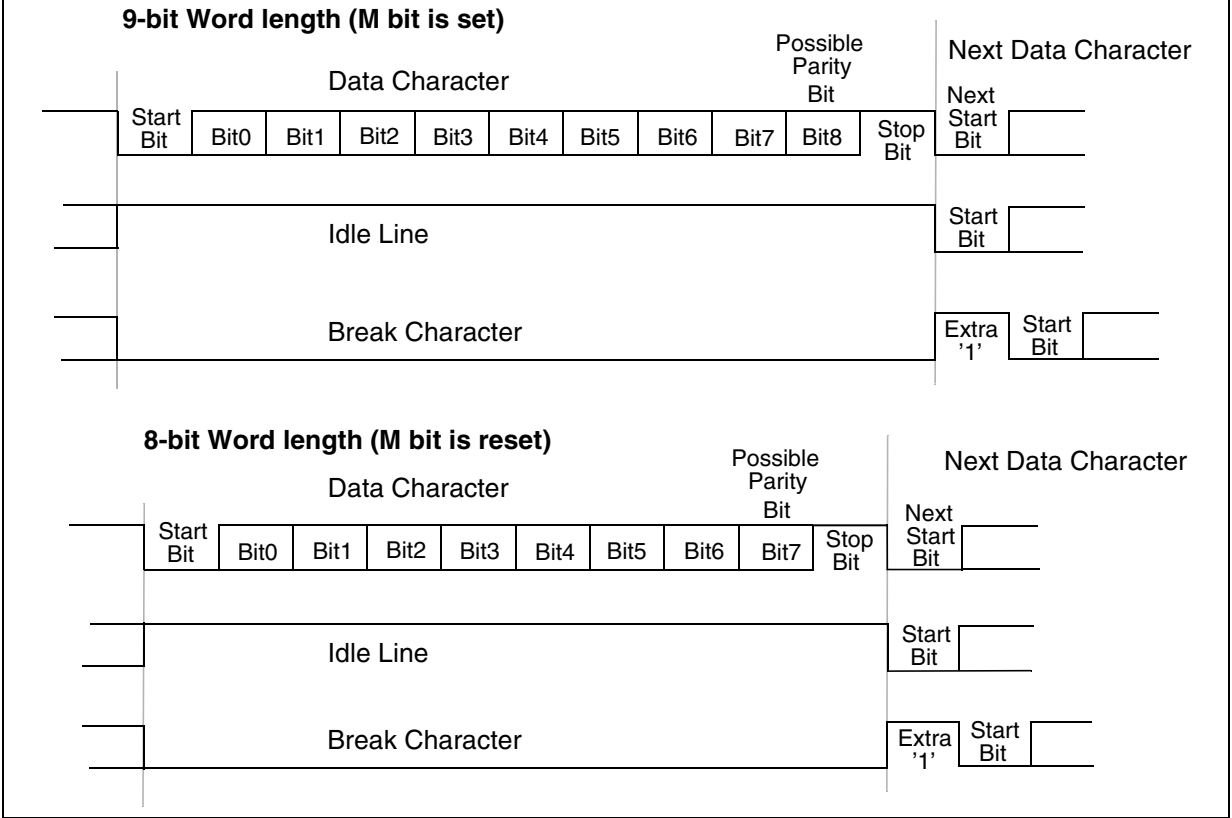 9-bit Word length (M bit is set)
Possible
Parity
Bit
Next Data Character
Data Character
Start
Bit
Bit0
Bit1
Bit2
Bit3
Bit4
Bit5
Bit6
Bit7
Bit8
Stop
Bit
Next
Start
Bit
Idle Line
Start
Bit
Break Character
Extra
'1'
Start
Bit
8-bit Word length (M bit is reset)
Possible
Parity
Bit
Next Data Character
Data Character
Start
Bit
Bit0
Bit1
Bit2
Bit3
Bit4
Bit5
Bit6
Bit7
Stop
Bit
Next
Start
Bit
Idle Line
Start
Bit
Break Character
Extra
'1'
Start
Bit